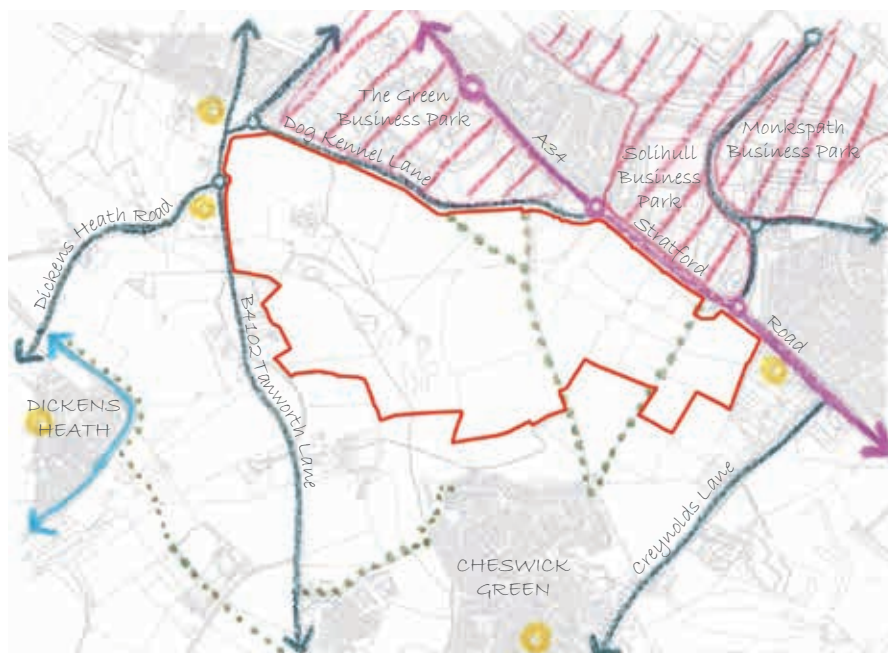 The Green
Business Park
Dog Kennel Lane
A34
Solihull
Business
Park
Monkspath
Business Park
Stratford
Road
Dickens Heath Road
B4102 Tanworth Lane
DICKENS
HEATH
CHESWICK
GREEN
Creynolds Lane